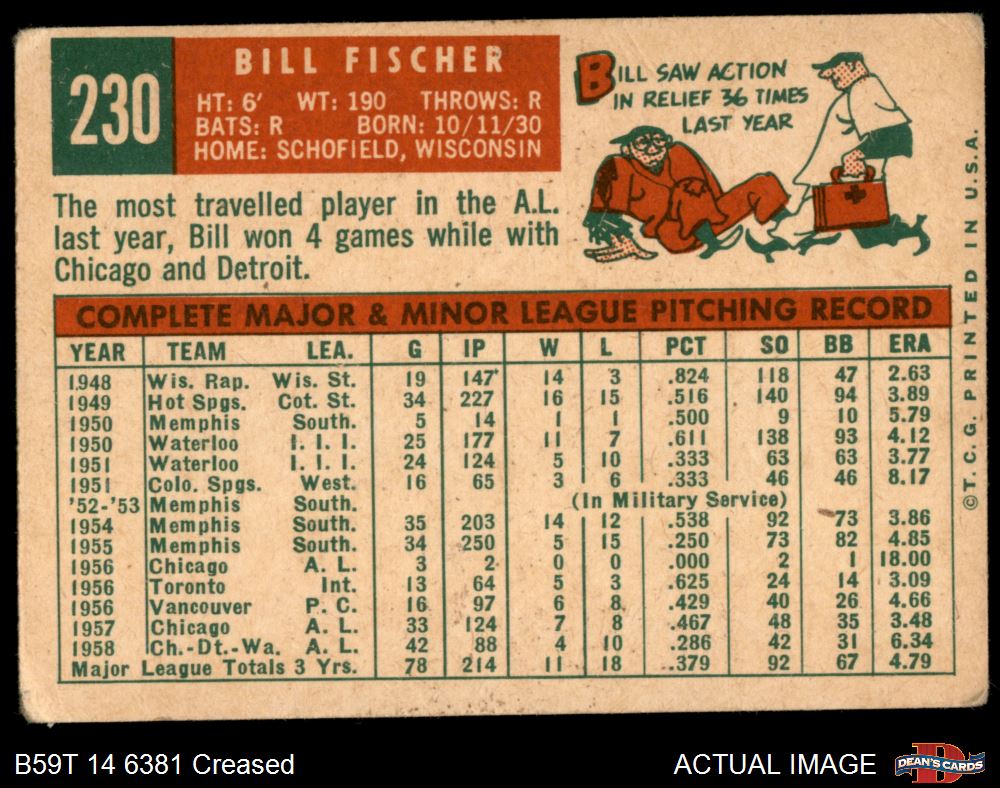 230
BILL FISCHER
HT: 6' WT: 190 THROWS: R
BATS: R BORN: 10/11/30
HOME: SCHOFIELD, WISCONSIN
BILL SAW ACTION
IN RELIEF 36 TIMES
LAST YEAR
The most travelled player in the A.L.
last year, Bill won 4 games while with
Chicago and Detroit.
COMPLETE MAJOR & MINOR LEAGUE PITCHING RECORD
YEAR TEAM LEA. G IP W L PCT SO BB ERA
1948 Wis. Rap. Wis. St. 19 147 14 3 .824 118 47 2.63
1949 Hot Spgs. Cot. St. 34 227 16 15 .516 140 94 3.89
1950 Memphis South. 5 14 1 1 .500 9 10 5.79
1950 Waterloo I. I. I. 25 177 11 7 .611 138 93 4.12
1951 Waterloo I. I. I. 24 124 5 10 .333 63 63 3.77
1951 Colo. Spgs. West. 16 65 3 6 .333 46 46 8.17
'52-'53 Memphis South. (In Military Service)
1954 Memphis South. 35 203 14 12 .538 92 73 3.86
1955 Memphis South. 34 250 5 15 .250 73 82 4.85
1956 Chicago A. L. 3 2 0 0 .000 2 1 18.00
1956 Toronto Int. 13 64 5 3 .625 24 14 3.09
1956 Vancouver P. C. 16 97 6 8 .429 40 26 4.66
1957 Chicago A. L. 33 124 7 8 .467 48 35 3.48
1958 Ch.-Dt.-Wa. A. L. 42 88 4 10 .286 42 31 6.34
Major League Totals 3 Yrs. 78 214 11 18 .379 92 67 4.79
© T. C. G. PRINTED IN U.S.A.
B59T 14 6381 Creased
ACTUAL IMAGE
D
DEAN'S CARDS